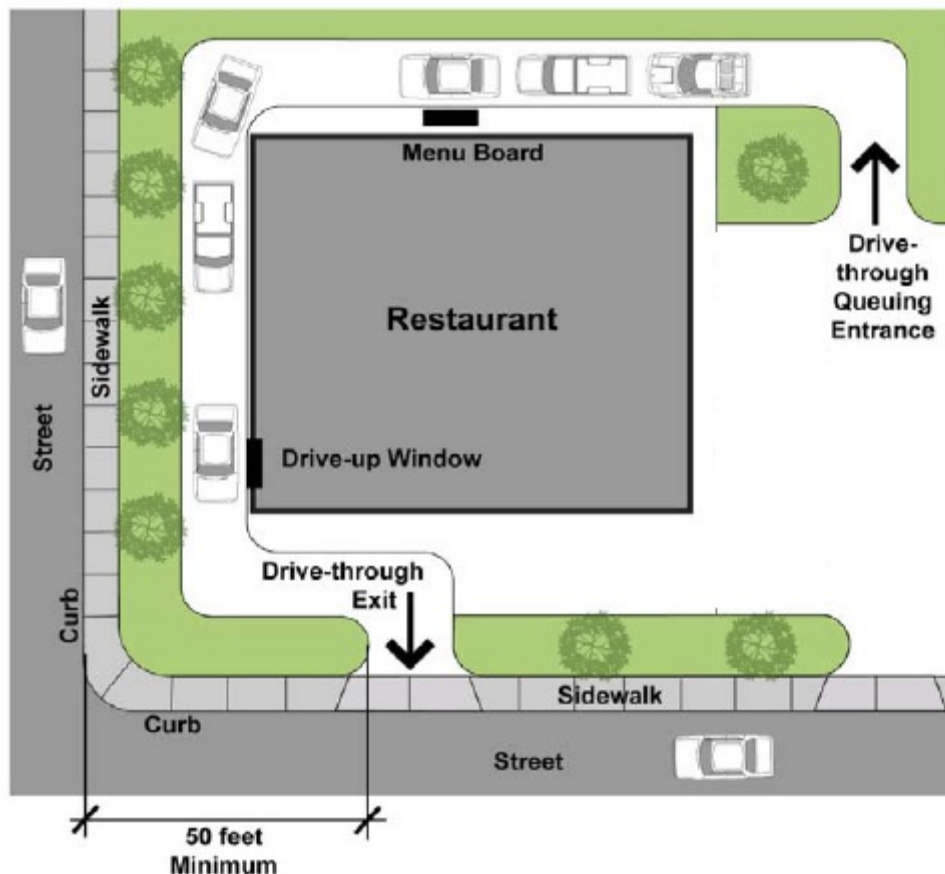 Menu Board
Drive-
through
Queuing
Entrance
Restaurant
Sidewalk
Street
Drive-up Window
Drive-through
Exit
Curb
Sidewalk
Curb
Street
50 feet
Minimum